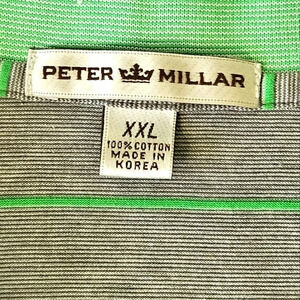 PETER MILLAR
XXL
100% COTTON
MADE IN
KOREA